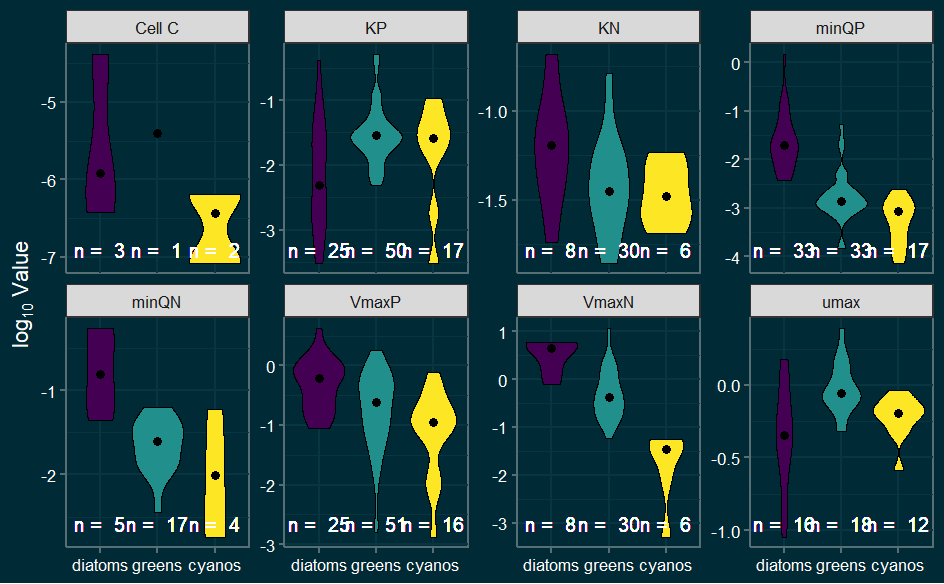 Cell C KP KN minQP
-5
-6
-7
-1
-2
-3
-1.0
-1.5
0
-1
-2
-3
-4
n = 3 n = 1 n = 2
n = 25 n = 50 n = 17
n = 8 n = 30 n = 6
n = 33 n = 33 n = 17
log10 Value
minQN VmaxP VmaxN umax
-1
-2
0
-1
-2
-3
1
0
-1
-2
-3
0.0
-0.5
-1.0
n = 5 n = 17 n = 4
n = 25 n = 51 n = 16
n = 8 n = 30 n = 6
n = 16 n = 18 n = 12
diatoms greens cyanos diatoms greens cyanos diatoms greens cyanos diatoms greens cyanos